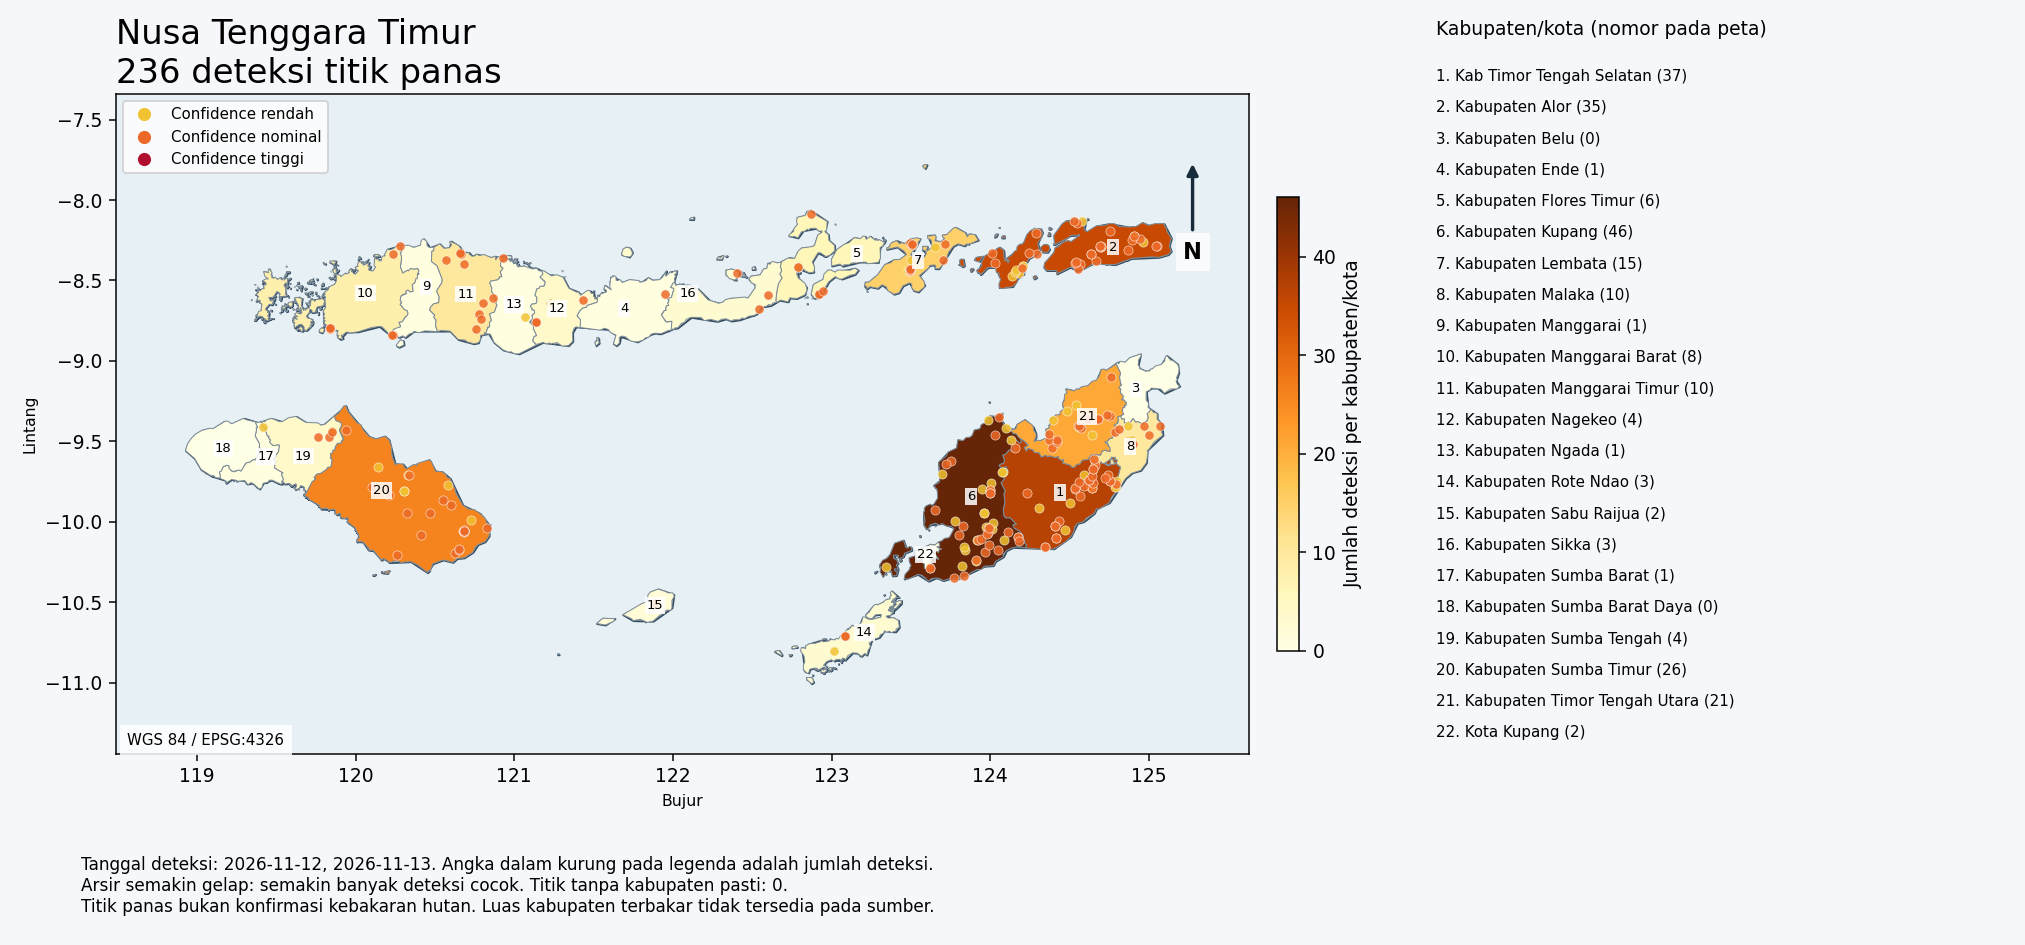 Nusa Tenggara Timur
236 deteksi titik panas
Kabupaten/kota (nomor pada peta)
1. Kab Timor Tengah Selatan (37)
2. Kabupaten Alor (35)
3. Kabupaten Belu (0)
4. Kabupaten Ende (1)
5. Kabupaten Flores Timur (6)
6. Kabupaten Kupang (46)
7. Kabupaten Lembata (15)
8. Kabupaten Malaka (10)
9. Kabupaten Manggarai (1)
10. Kabupaten Manggarai Barat (8)
11. Kabupaten Manggarai Timur (10)
12. Kabupaten Nagekeo (4)
13. Kabupaten Ngada (1)
14. Kabupaten Rote Ndao (3)
15. Kabupaten Sabu Raijua (2)
16. Kabupaten Sikka (3)
17. Kabupaten Sumba Barat (1)
18. Kabupaten Sumba Barat Daya (0)
19. Kabupaten Sumba Tengah (4)
20. Kabupaten Sumba Timur (26)
21. Kabupaten Timor Tengah Utara (21)
22. Kota Kupang (2)
Confidence rendah
Confidence nominal
Confidence tinggi
−7.5
−8.0
−8.5
−9.0
−9.5
−10.0
−10.5
−11.0
Lintang
N
2
5
7
10
9
11
13
12
4
16
3
21
8
18
17
19
20
6
1
22
15
14
WGS 84 / EPSG:4326
119
120
121
122
123
124
125
Bujur
40
30
20
10
0
Jumlah deteksi per kabupaten/kota
Tanggal deteksi: 2026-11-12, 2026-11-13. Angka dalam kurung pada legenda adalah jumlah deteksi.
Arsir semakin gelap: semakin banyak deteksi cocok. Titik tanpa kabupaten pasti: 0.
Titik panas bukan konfirmasi kebakaran hutan. Luas kabupaten terbakar tidak tersedia pada sumber.